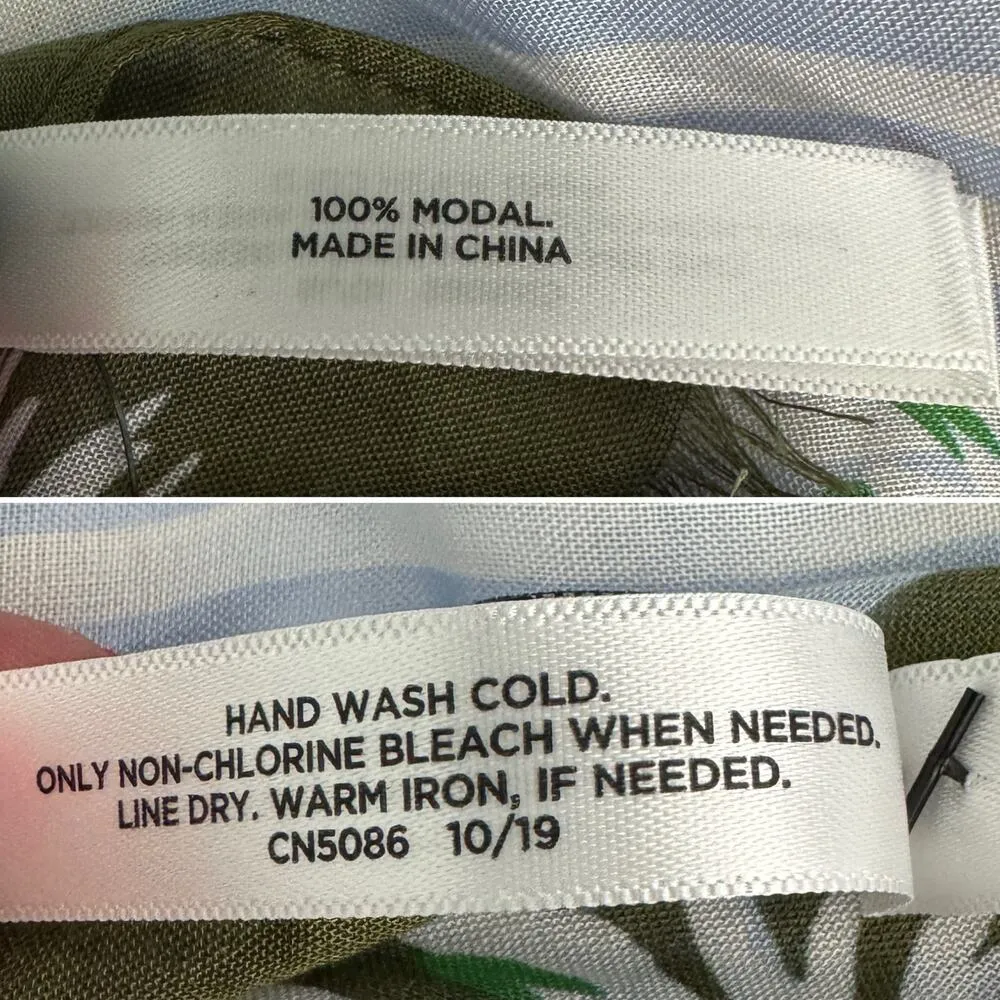 100% MODAL.
MADE IN CHINA
HAND WASH COLD.
ONLY NON-CHLORINE BLEACH WHEN NEEDED.
LINE DRY. WARM IRON, IF NEEDED.
CN5086 10/19